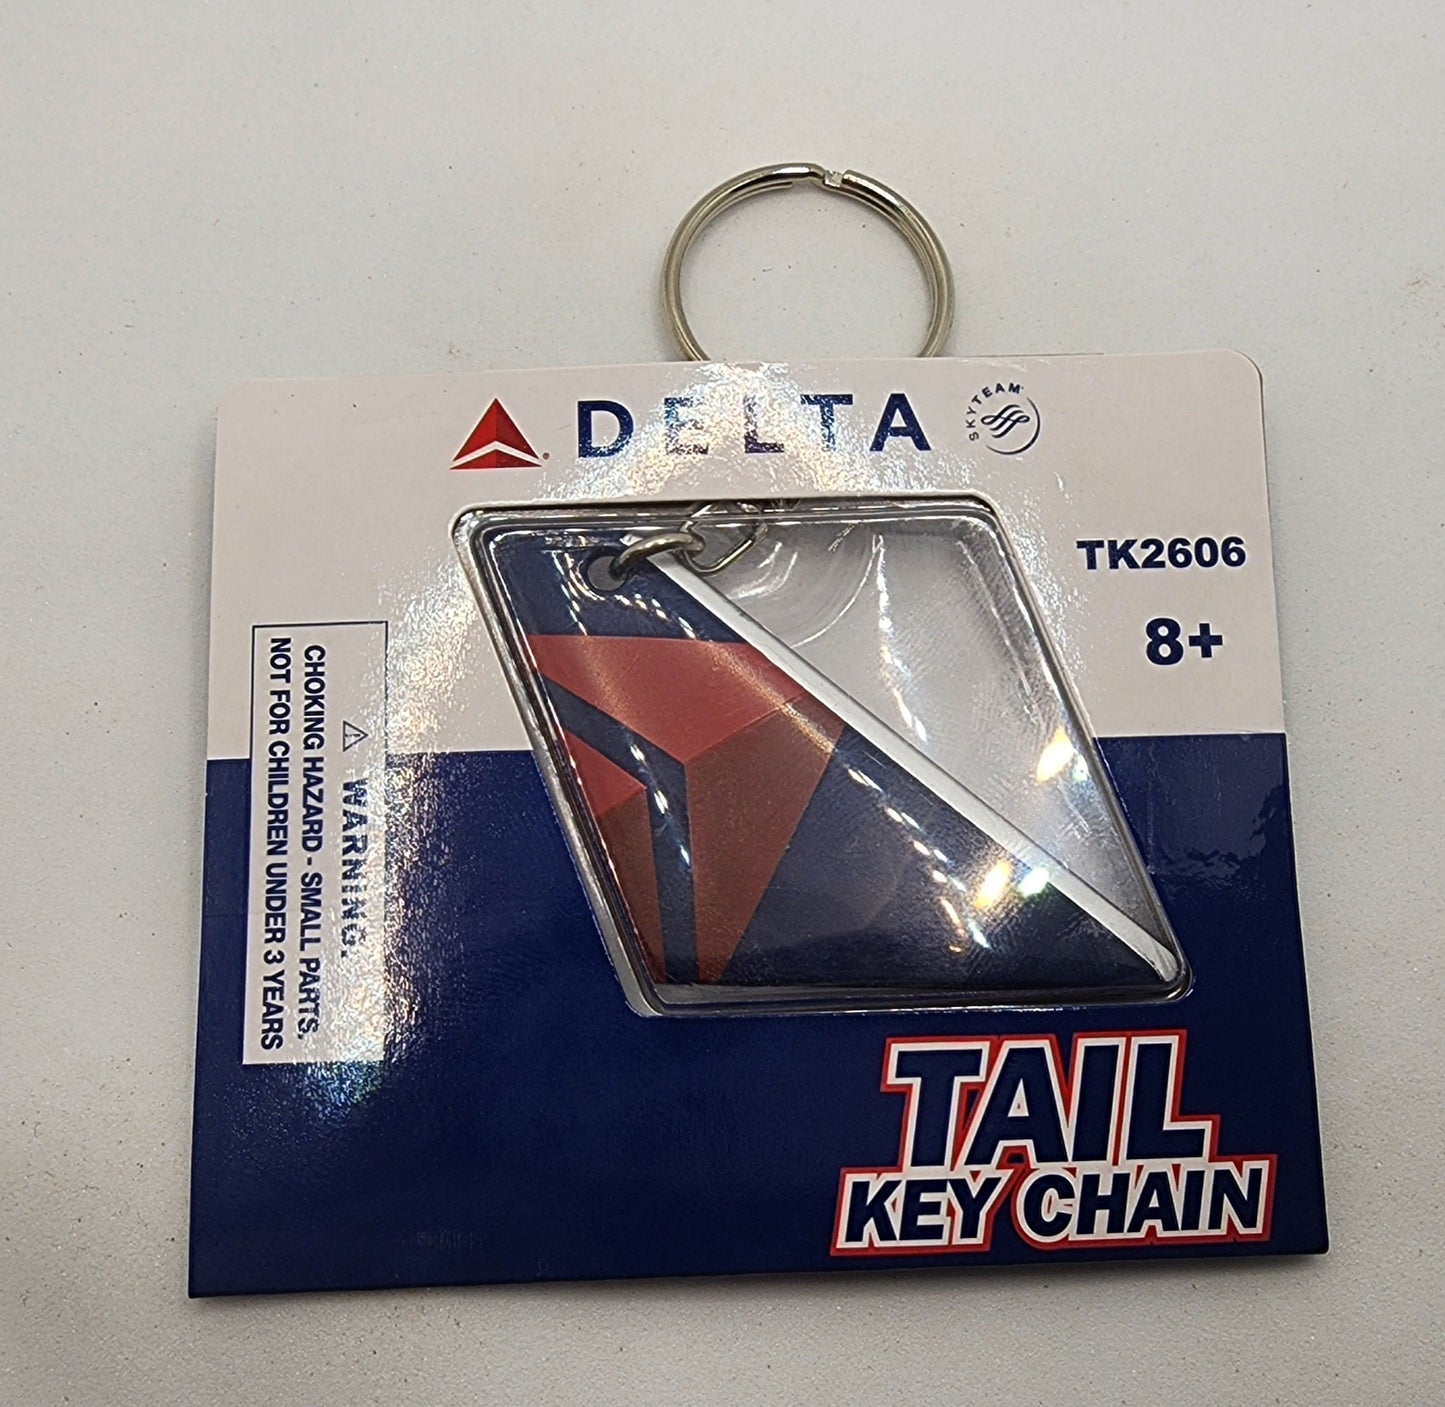 DELTA
SKYTEAM
TK2606
8+
⚠ WARNING:
CHOKING HAZARD - SMALL PARTS.
NOT FOR CHILDREN UNDER 3 YEARS
TAIL
KEY CHAIN